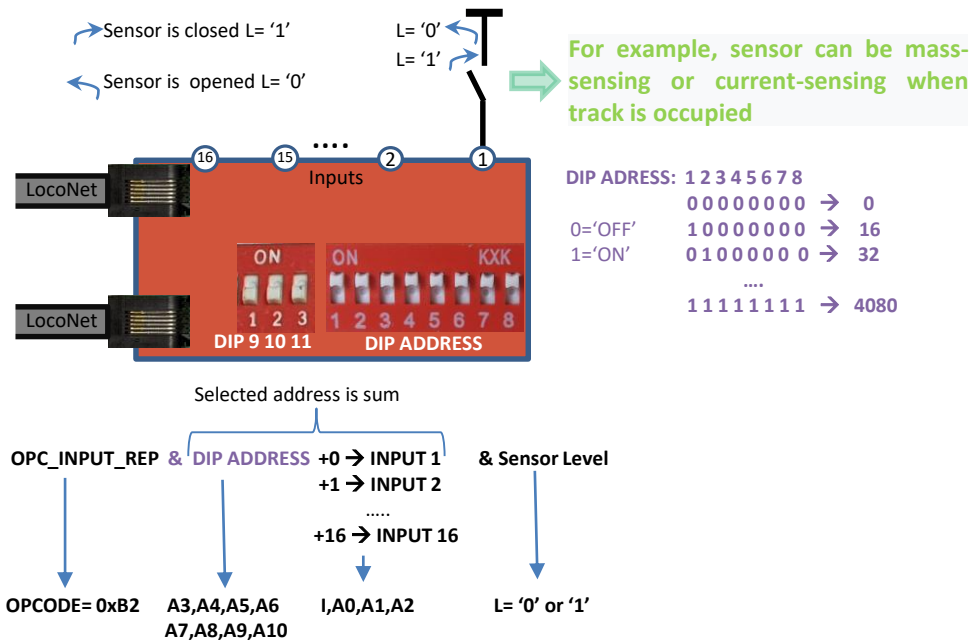 Sensor is closed L= ‘1’
Sensor is opened L= ‘0’
L= ‘0’
L= ‘1’
For example, sensor can be mass-
sensing or current-sensing when
track is occupied
16 15 .... 2 1
Inputs
LocoNet
LocoNet
ON
1 2 3
DIP 9 10 11
ON KXK
1 2 3 4 5 6 7 8
DIP ADDRESS
DIP ADRESS: 1 2 3 4 5 6 7 8
0 0 0 0 0 0 0 0 → 0
0=‘OFF’ 1 0 0 0 0 0 0 0 → 16
1=‘ON’ 0 1 0 0 0 0 0 0 → 32
....
1 1 1 1 1 1 1 1 → 4080
Selected address is sum
OPC_INPUT_REP & DIP ADDRESS +0 → INPUT 1 & Sensor Level
+1 → INPUT 2
.....
+16 → INPUT 16
OPCODE= 0xB2 A3,A4,A5,A6 I,A0,A1,A2 L= ‘0’ or ‘1’
A7,A8,A9,A10